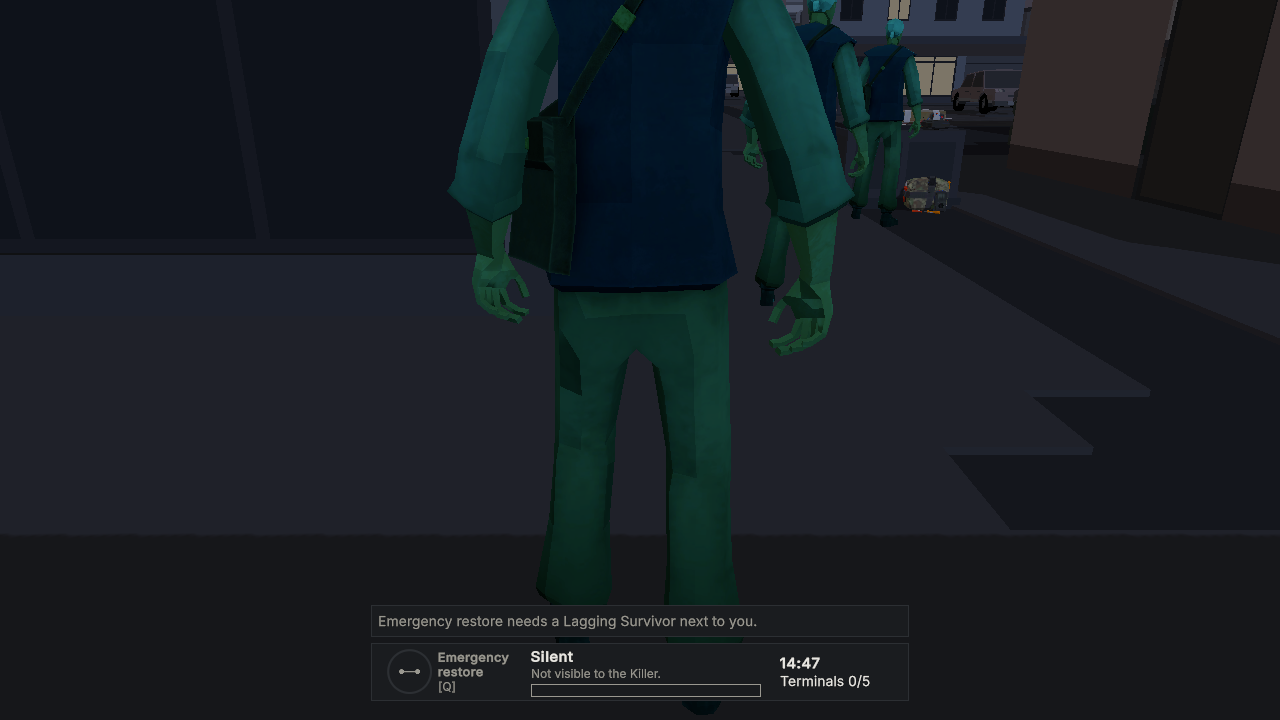 Emergency restore needs a Lagging Survivor next to you.
Emergency
restore
[Q]
Silent
Not visible to the Killer.
14:47
Terminals 0/5